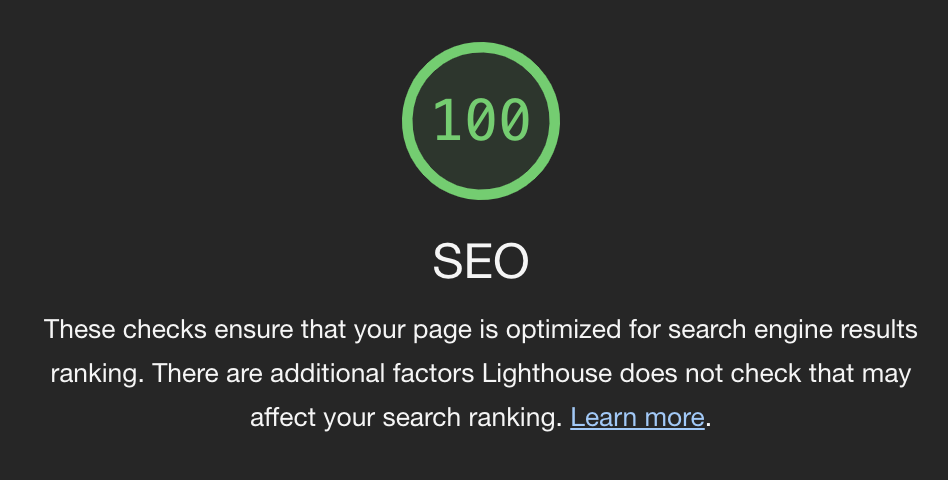 100
SEO
These checks ensure that your page is optimized for search engine results
ranking. There are additional factors Lighthouse does not check that may
affect your search ranking. Learn more.